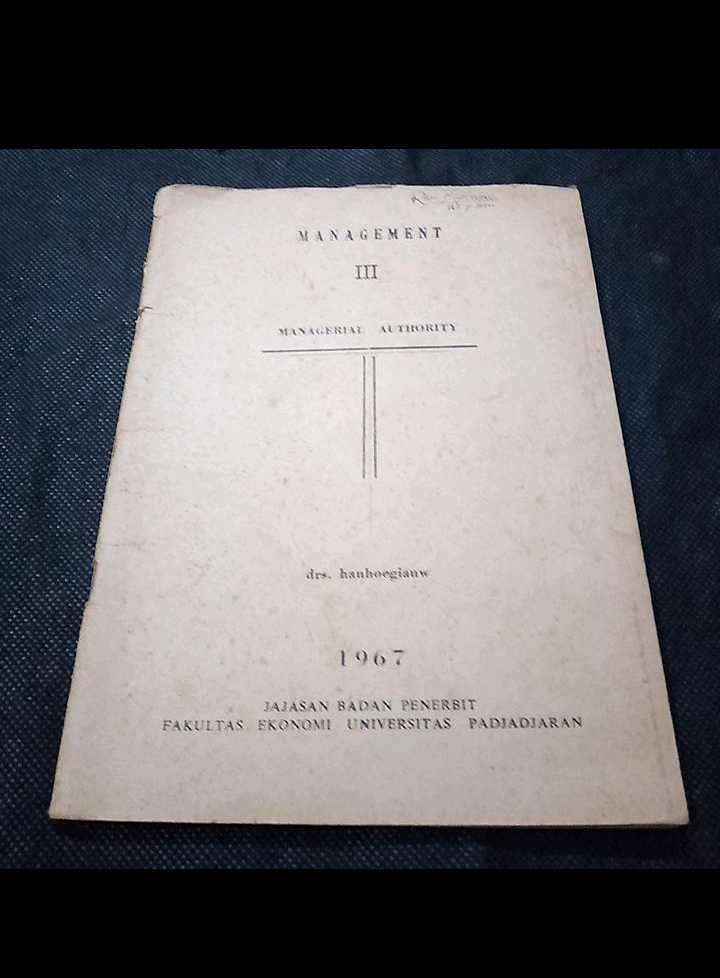 MANAGEMENT
III
MANAGERIAL AUTHORITY
drs. hanhoegiauw
1967
JAJASAN BADAN PENERBIT
FAKULTAS EKONOMI UNIVERSITAS PADJADJARAN